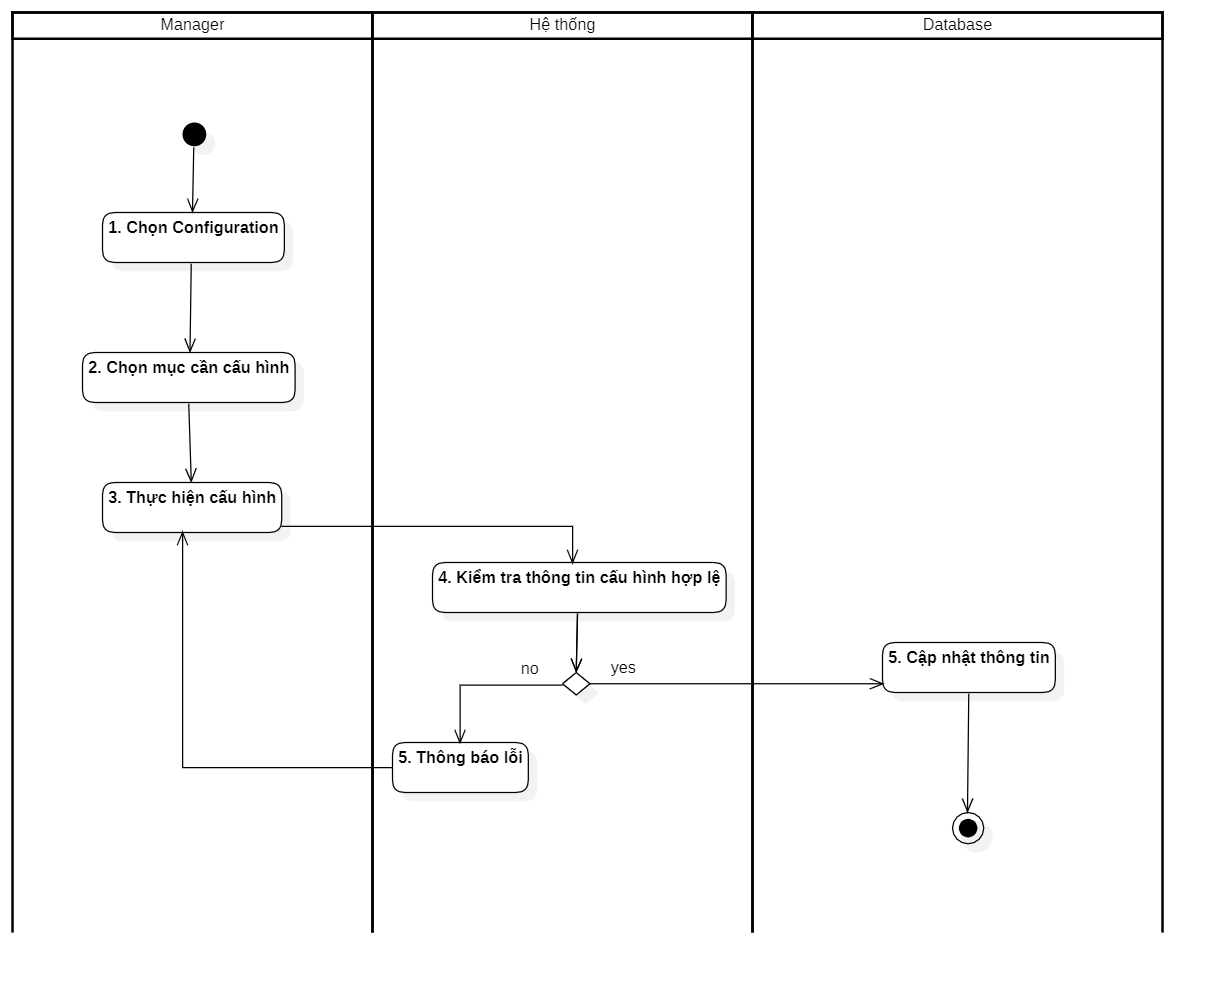 Manager
Hệ thống
Database
1. Chọn Configuration
2. Chọn mục cần cấu hình
3. Thực hiện cấu hình
4. Kiểm tra thông tin cấu hình hợp lệ
no
yes
5. Cập nhật thông tin
5. Thông báo lỗi